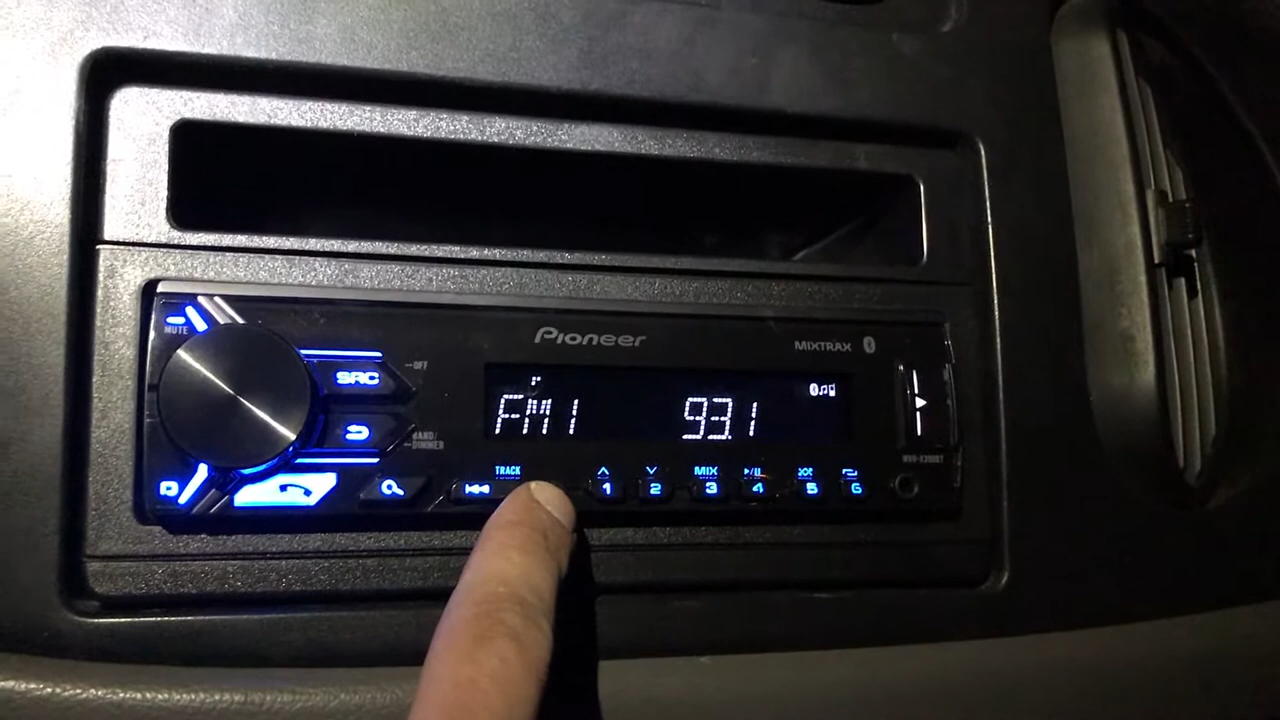 Pioneer
MIXTRAX
MUTE
SRC
OFF
BAND/
DIMMER
FM1 93.1
TRACK
MIX
1 2 3 4 5 6